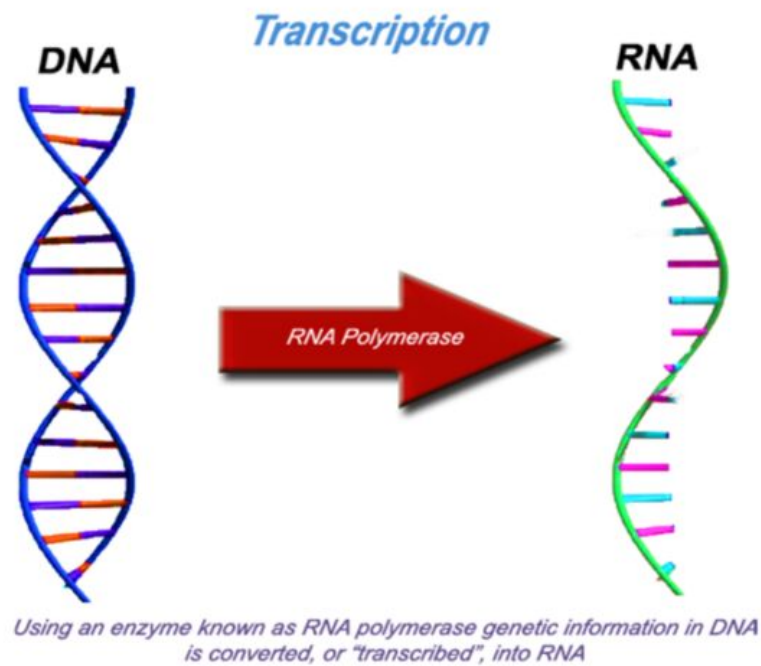 Transcription
DNA
RNA
RNA Polymerase
Using an enzyme known as RNA polymerase genetic information in DNA
is converted, or "transcribed", into RNA